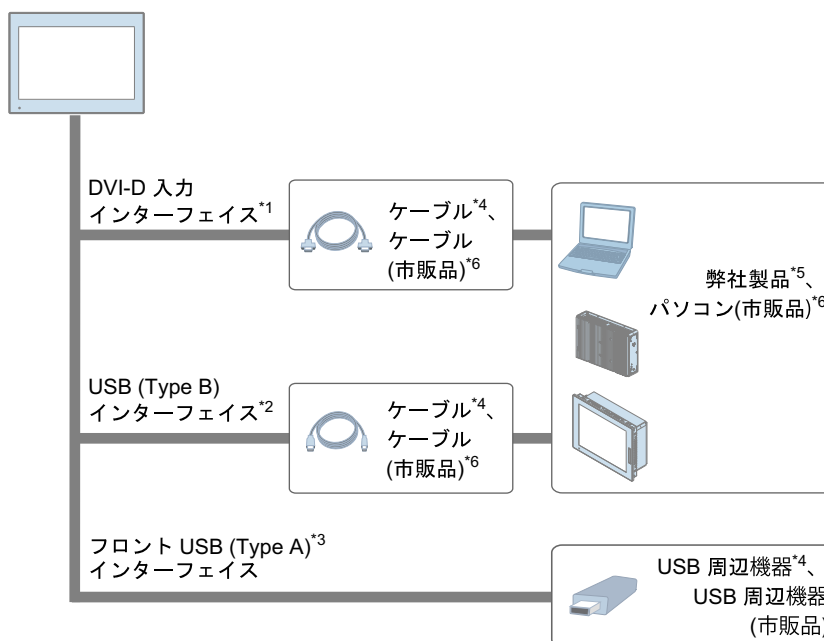 DVI-D 入力
インターフェイス*1
ケーブル*4、
ケーブル
(市販品)*6
弊社製品*5、
パソコン(市販品)*6
USB (Type B)
インターフェイス*2
ケーブル*4、
ケーブル
(市販品)*6
フロント USB (Type A)*3
インターフェイス
USB 周辺機器*4、
USB 周辺機器
(市販品)